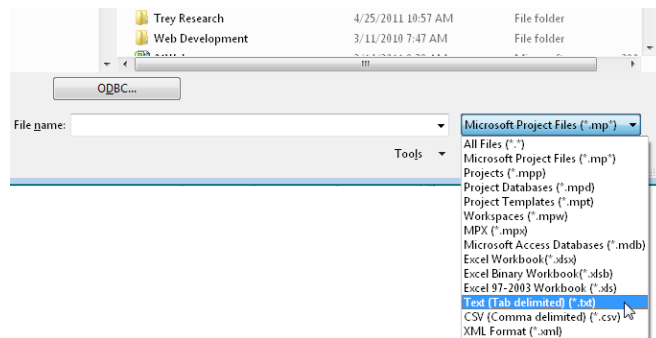 Trey Research 4/25/2011 10:57 AM File folder
Web Development 3/11/2010 7:47 AM File folder
ODBC...
File name: Microsoft Project Files (*.mp*)
Tools
All Files (*.*)
Microsoft Project Files (*.mp*)
Projects (*.mpp)
Project Databases (*.mpd)
Project Templates (*.mpt)
Workspaces (*.mpw)
MPX (*.mpx)
Microsoft Access Databases (*.mdb)
Excel Workbook(*.xlsx)
Excel Binary Workbook(*.xlsb)
Excel 97-2003 Workbook (*.xls)
Text (Tab delimited) (*.txt)
CSV (Comma delimited) (*.csv)
XML Format (*.xml)